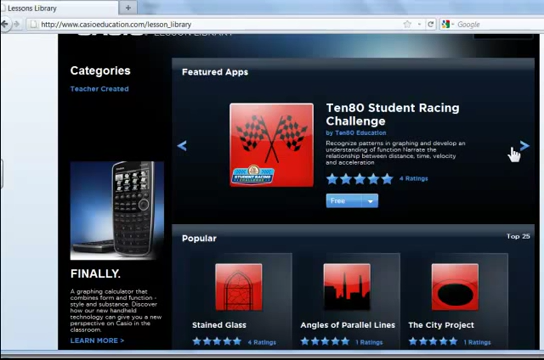 Lessons Library
+
http://www.casioeducation.com/lesson_library
Google
CASIO LESSON LIBRARY
Categories
Teacher Created
Featured Apps
Ten80 Student Racing
Challenge
by Ten80 Education
Recognize patterns in graphing and develop an
understanding of function Narrate the
relationship between distance, time, velocity
and acceleration
4 Ratings
Free
STUDENT RACING
Popular
Top 25
FINALLY.
A graphing calculator that
combines form and function -
style and substance. Discover
how our new handheld
technology can give you a new
perspective on Casio in the
classroom.
LEARN MORE >
Stained Glass
4 Ratings
Angles of Parallel Lines
1 Ratings
The City Project
1 Ratings